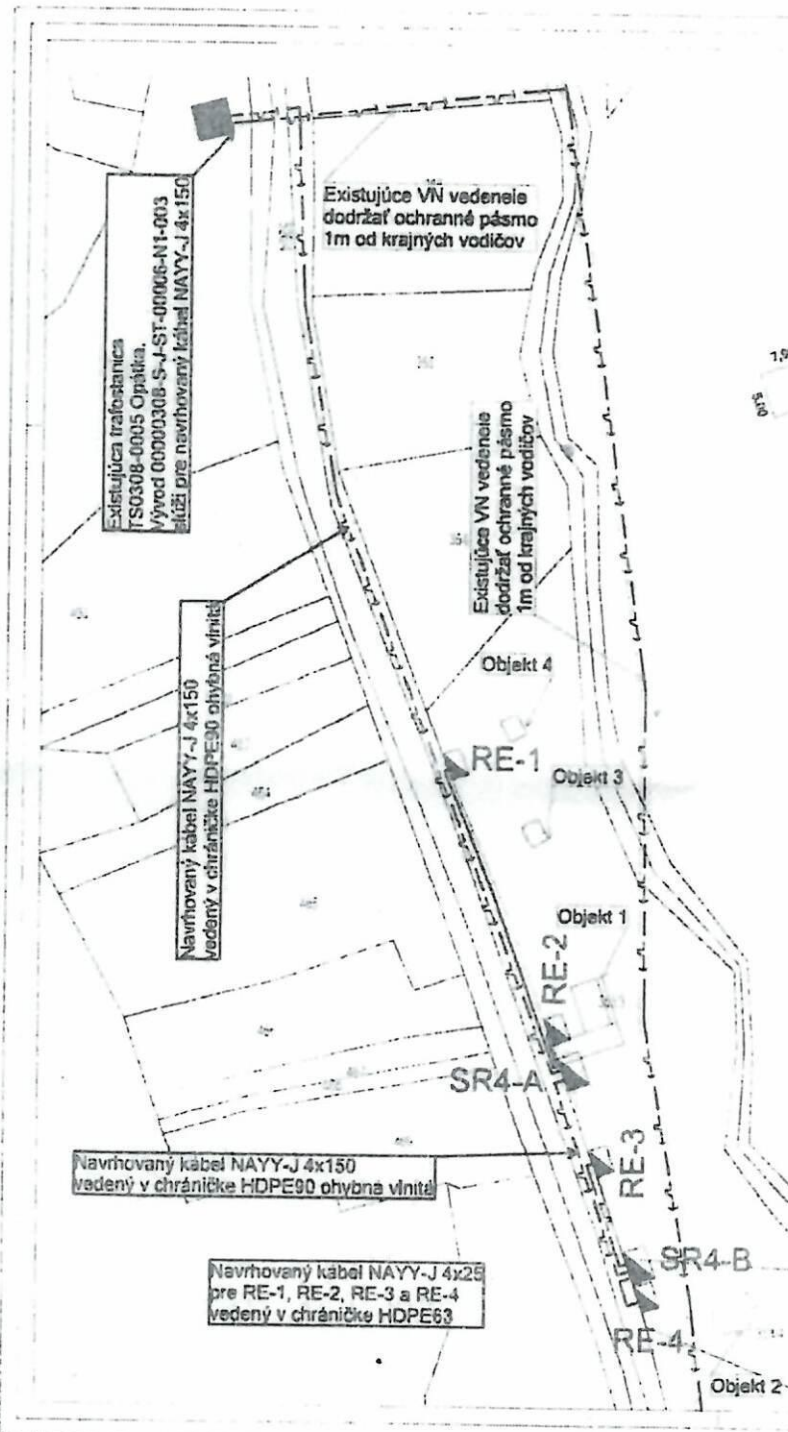 Existujúca trafostanica
TS0308-0005 Opátka.
Vývod 00000308-S-J-ST-00006-N1-003
slúži pre navrhovaný kábel NAYY-J 4x150
Existujúce VN vedeneie
dodržať ochranné pásmo
1m od krajných vodičov
Existujúce VN vedeneie
dodržať ochranné pásmo
1m od krajných vodičov
Navrhovaný kábel NAYY-J 4x150
vedený v chráničke HDPE90 ohybná vlnitá
Objekt 4
RE-1
Objekt 3
Objekt 1
RE-2
SR4-A
RE-3
Navrhovaný kábel NAYY-J 4x150
vedený v chráničke HDPE90 ohybná vlnitá
Navrhovaný kábel NAYY-J 4x25
pre RE-1, RE-2, RE-3 a RE-4
vedený v chráničke HDPE63
SR4-B
RE-4
Objekt 2